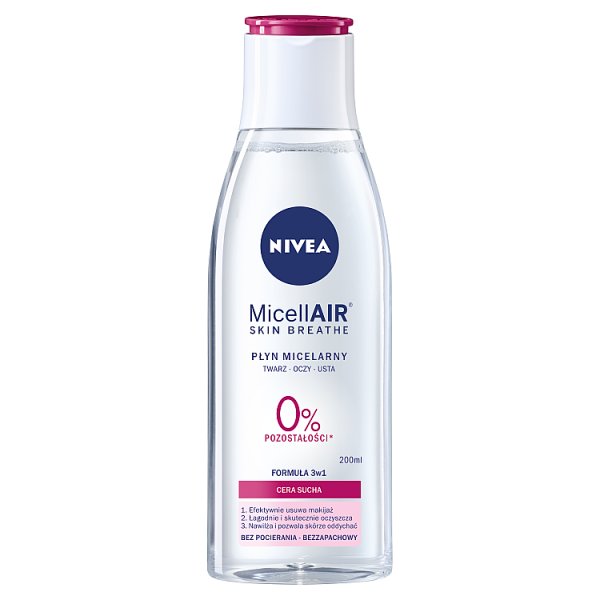 NIVEA
MicellAIR®
SKIN BREATHE
PŁYN MICELARNY
TWARZ - OCZY - USTA
0%
POZOSTAŁOŚCI*
200ml
FORMUŁA 3w1
CERA SUCHA
1. Efektywnie usuwa makijaż
2. Łagodnie i skutecznie oczyszcza
3. Nawilża i pozwala skórze oddychać
BEZ POCIERANIA - BEZZAPACHOWY